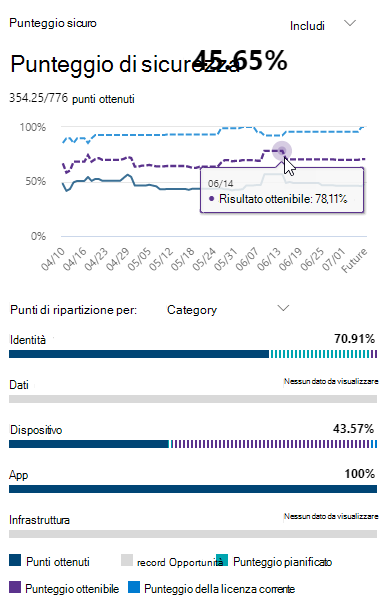 Punteggio sicuro
Includi
Punteggio di sicurezza 45.65%
354.25/776 punti ottenuti
100%
50%
0%
06/14
Risultato ottenibile: 78,11%
04/10 04/16 04/23 04/29 05/05 05/12 05/18 05/24 05/31 06/07 06/13 06/19 06/25 07/01 Future
Punti di ripartizione per: Category
Identità 70.91%
Dati Nessun dato da visualizzare
Dispositivo 43.57%
App 100%
Infrastruttura Nessun dato da visualizzare
Punti ottenuti record Opportunità Punteggio pianificato
Punteggio ottenibile Punteggio della licenza corrente